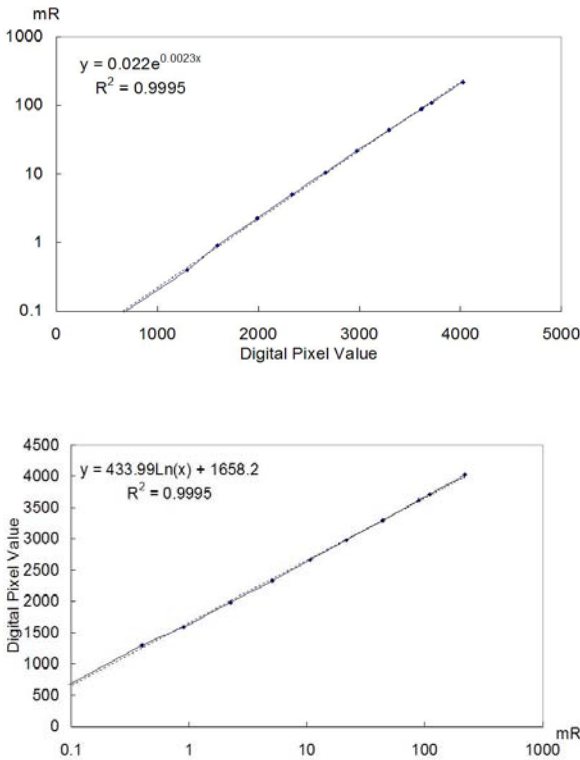 mR
1000
y = 0.022e^0.0023x
R² = 0.9995
100
10
1
0.1
0 1000 2000 3000 4000 5000
Digital Pixel Value
4500
y = 433.99Ln(x) + 1658.2
4000
R² = 0.9995
3500
3000
2500
2000
1500
1000
500
0
Digital Pixel Value
0.1 1 10 100 1000 mR